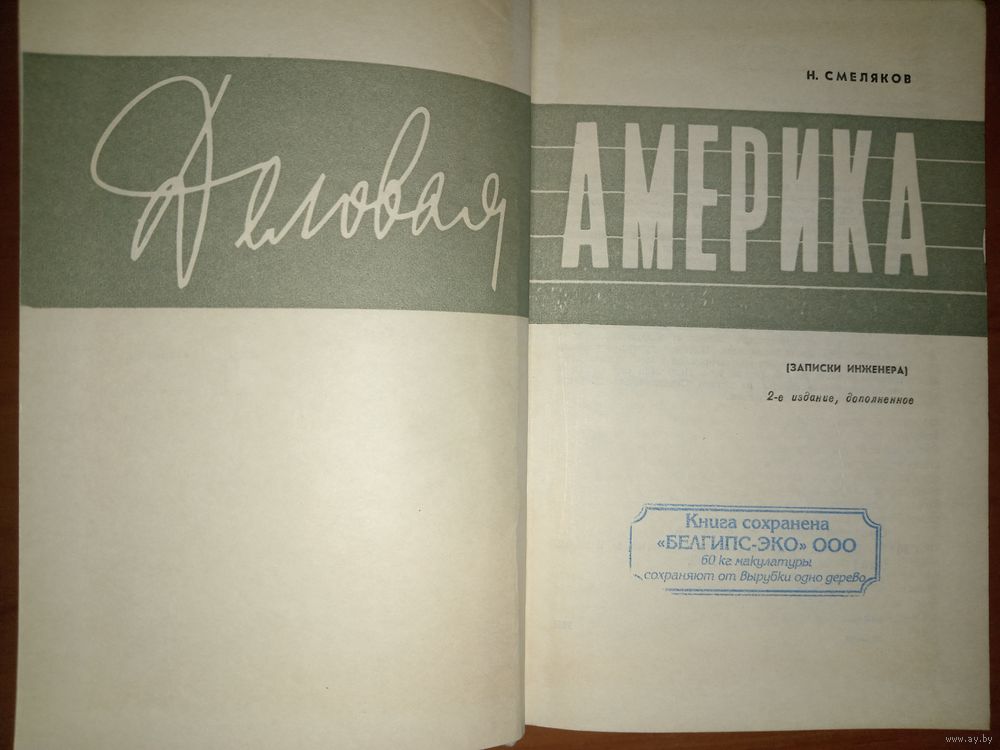 Н. СМЕЛЯКОВ
Деловая АМЕРИКА
(ЗАПИСКИ ИНЖЕНЕРА)
2-е издание, дополненное
Книга сохранена
«БЕЛГИПС-ЭКО» ООО
60 кг макулатуры
сохраняют от вырубки одно дерево
www.ay.by